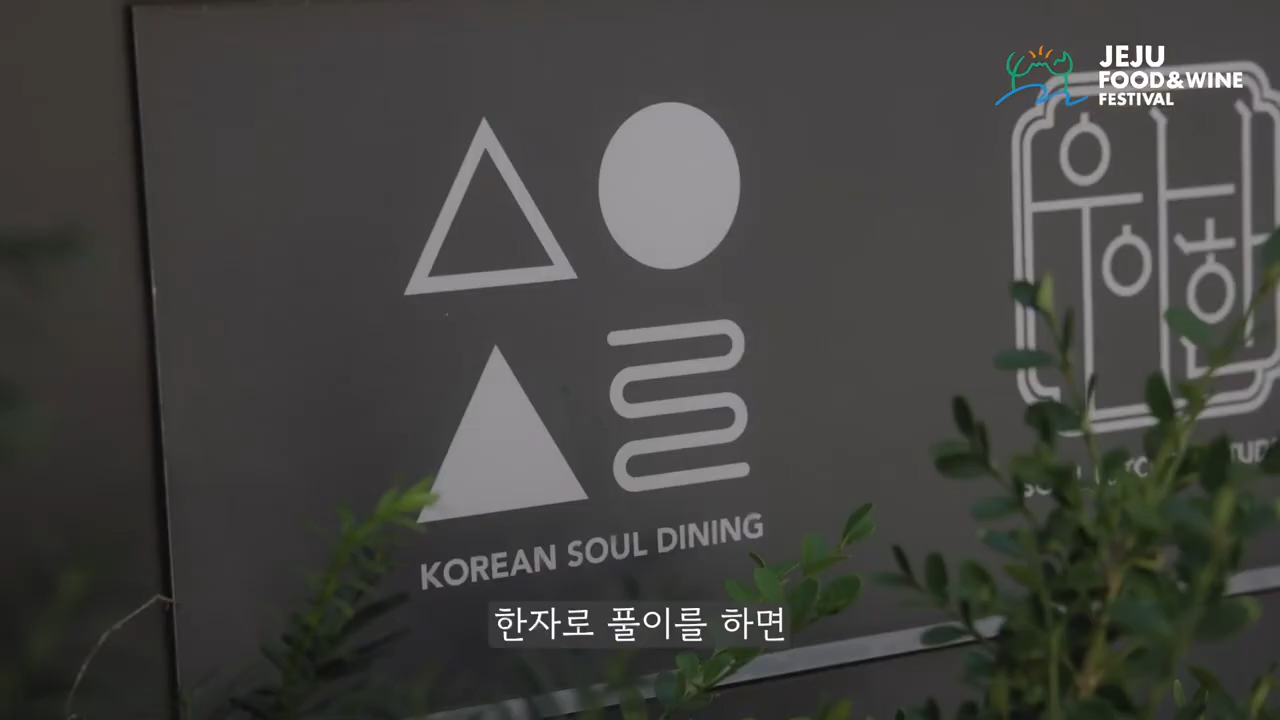 JEJU
FOOD&WINE
FESTIVAL
KOREAN SOUL DINING
한자로 풀이를 하면